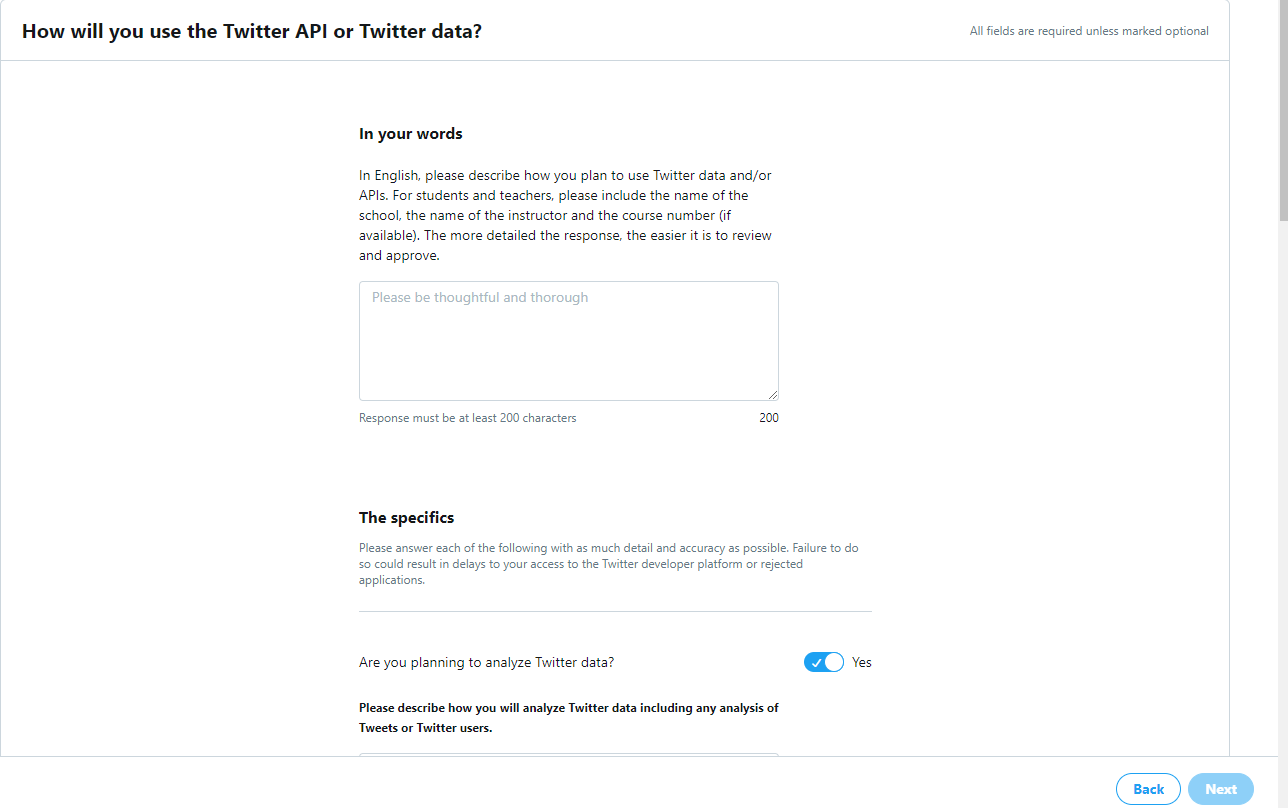 How will you use the Twitter API or Twitter data?
All fields are required unless marked optional
In your words
In English, please describe how you plan to use Twitter data and/or
APIs. For students and teachers, please include the name of the
school, the name of the instructor and the course number (if
available). The more detailed the response, the easier it is to review
and approve.
Please be thoughtful and thorough
Response must be at least 200 characters
200
The specifics
Please answer each of the following with as much detail and accuracy as possible. Failure to do
so could result in delays to your access to the Twitter developer platform or rejected
applications.
Are you planning to analyze Twitter data?
Yes
Please describe how you will analyze Twitter data including any analysis of
Tweets or Twitter users.
Back
Next